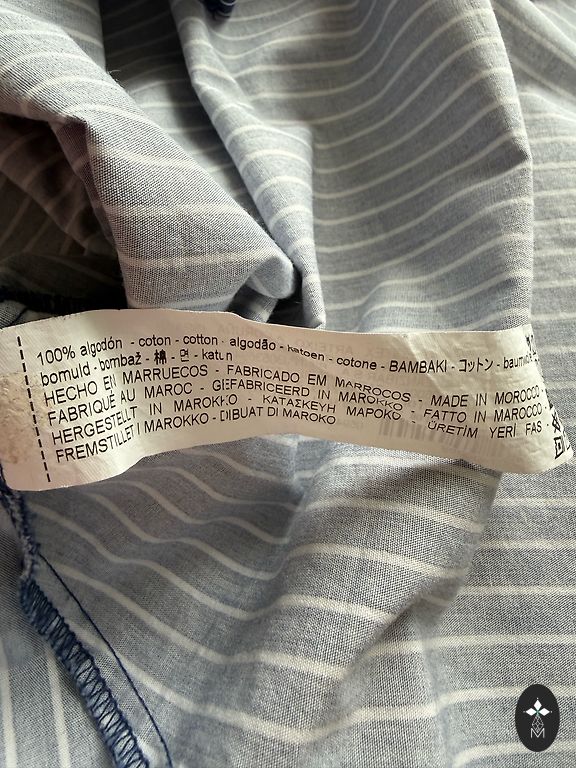 100% algodón - coton - cotton - algodão - katoen - cotone - BAMBAKI - コットン -
bomuld - bombaž - 棉 - 면 - katun
HECHO EN MARRUECOS - FABRICADO EM MARROCOS - MADE IN MOROCCO
FABRIQUÉ AU MAROC - GEFABRICEERD IN MAROKKO - FATTO IN MAROCCO -
HERGESTELLT IN MAROKKO - ΚΑΤΑΣΚΕΥΗ ΜΑΡΟΚΟ - ÜRETİM YERİ FAS -
FREMSTILLET I MAROKKO - DIBUAT DI MAROKO
M